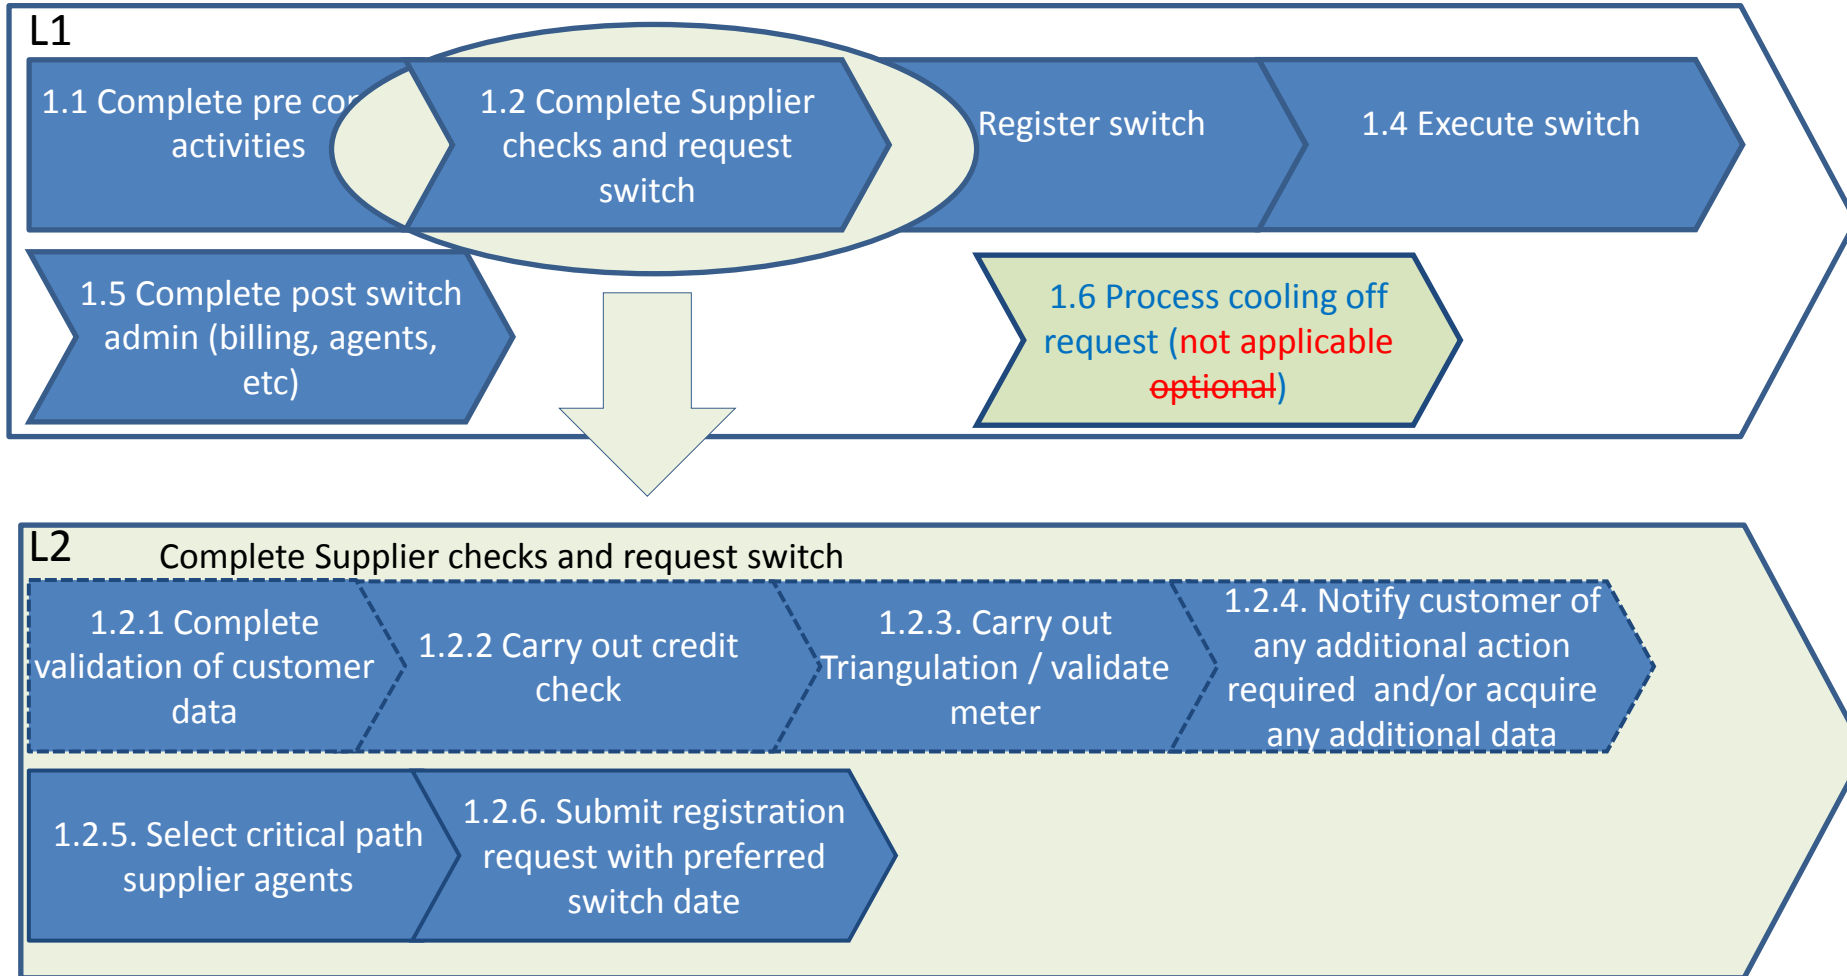 L1
1.1 Complete pre con
activities
1.2 Complete Supplier
checks and request
switch
Register switch
1.4 Execute switch
1.5 Complete post switch
admin (billing, agents,
etc)
1.6 Process cooling off
request (not applicable
optional)
L2
Complete Supplier checks and request switch
1.2.1 Complete
validation of customer
data
1.2.2 Carry out credit
check
1.2.3. Carry out
Triangulation / validate
meter
1.2.4. Notify customer of
any additional action
required and/or acquire
any additional data
1.2.5. Select critical path
supplier agents
1.2.6. Submit registration
request with preferred
switch date